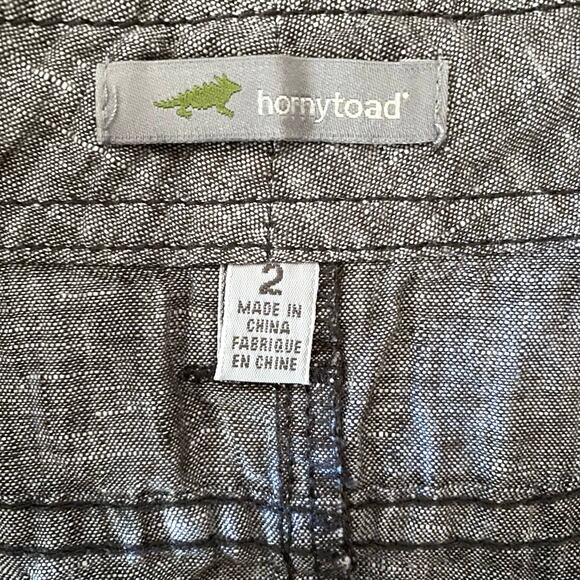 hornytoad®
2
MADE IN
CHINA
FABRIQUE
EN CHINE